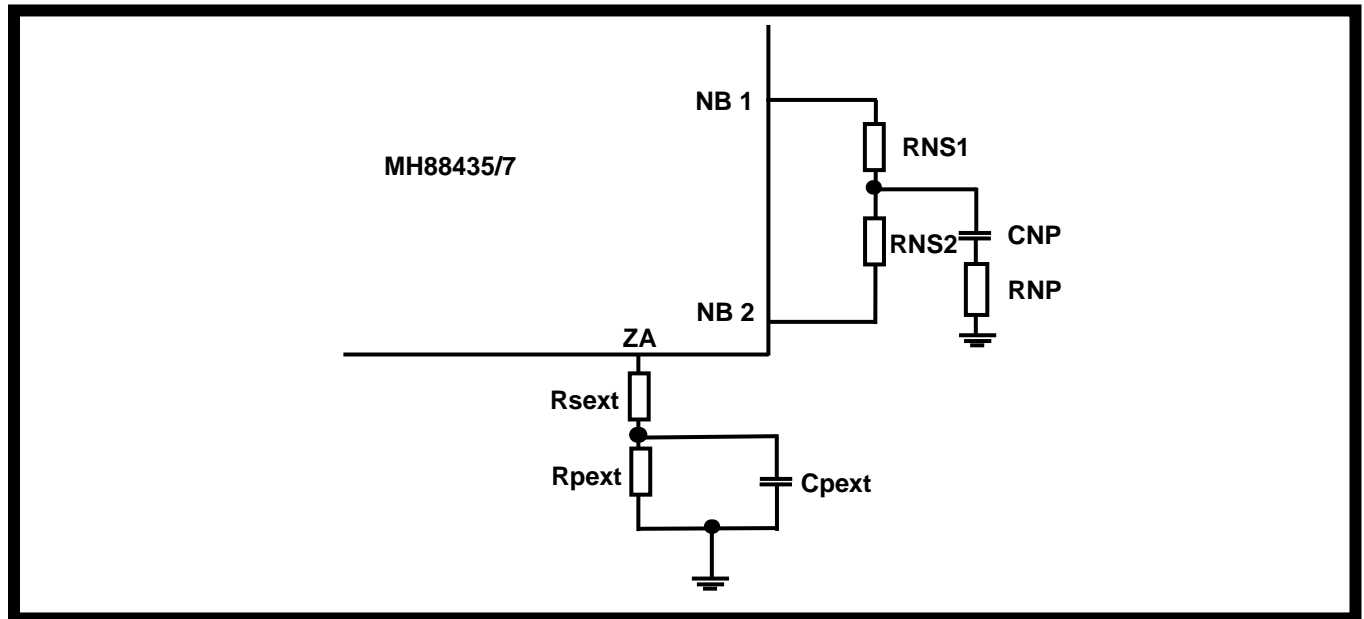 NB 1
RNS1
MH88435/7
CNP
RNS2
RNP
NB 2
ZA
Rsext
Rpext
Cpext